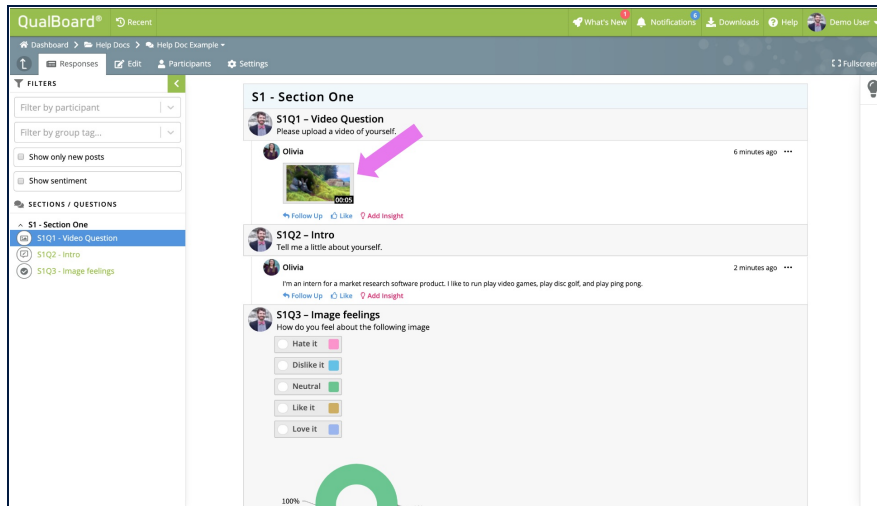 QualBoard® Recent What's New 1 Notifications 6 Downloads Help Demo User
Dashboard > Help Docs > Help Doc Example
Responses Edit Participants Settings Fullscreen
FILTERS
Filter by participant
Filter by group tag...
Show only new posts
Show sentiment
SECTIONS / QUESTIONS
S1 - Section One
S1Q1 - Video Question
S1Q2 - Intro
S1Q3 - Image feelings
S1 - Section One
S1Q1 – Video Question
Please upload a video of yourself.
Olivia 6 minutes ago
00:05
Follow Up Like Add Insight
S1Q2 – Intro
Tell me a little about yourself.
Olivia 2 minutes ago
I'm an intern for a market research software product. I like to run play video games, play disc golf, and play ping pong.
Follow Up Like Add Insight
S1Q3 – Image feelings
How do you feel about the following image
Hate it
Dislike it
Neutral
Like it
Love it
100%